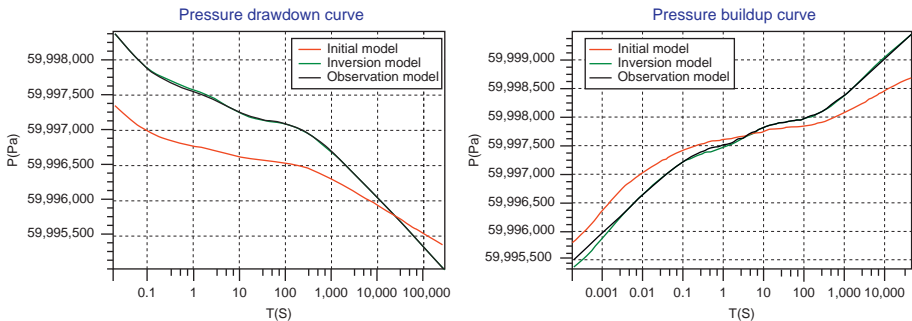 Pressure drawdown curve
P(Pa)
59,998,000
59,997,500
59,997,000
59,996,500
59,996,000
59,995,500
Initial model
Inversion model
Observation model
0.1 1 10 100 1,000 10,000 100,000
T(S)
Pressure buildup curve
P(Pa)
59,999,000
59,998,500
59,998,000
59,997,500
59,997,000
59,996,500
59,996,000
59,995,500
Initial model
Inversion model
Observation model
0.001 0.01 0.1 1 10 100 1,000 10,000
T(S)